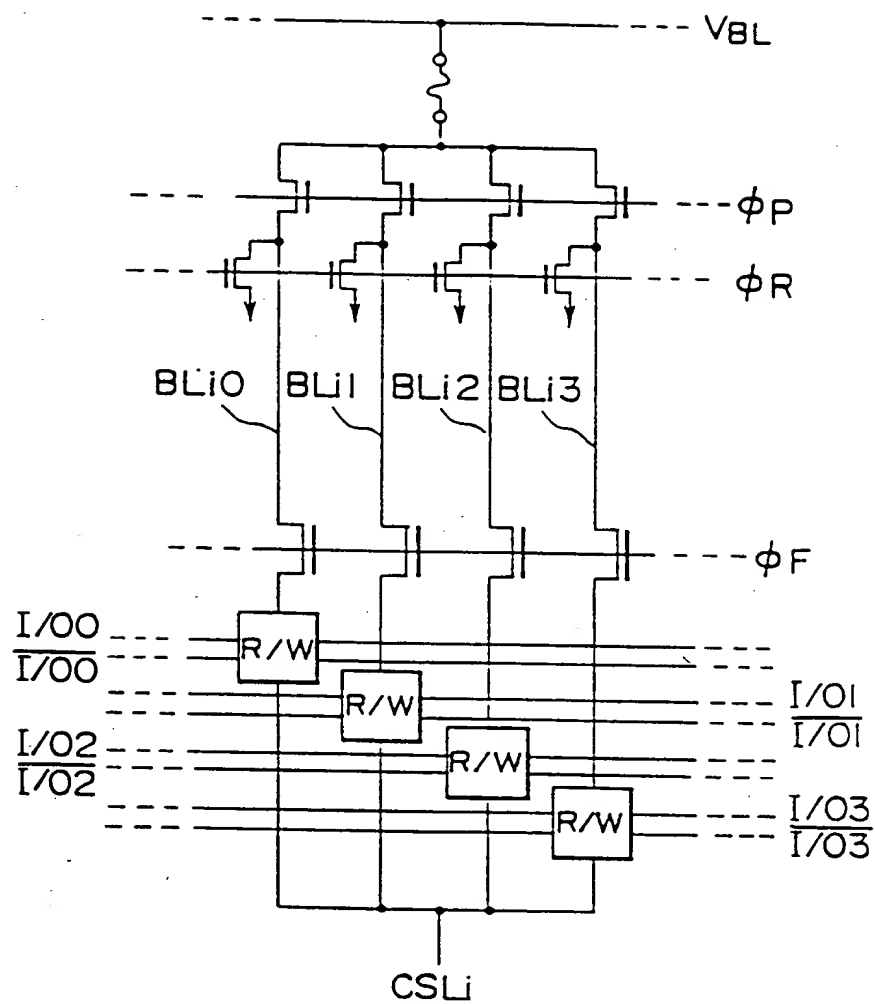 VBL
ϕP
ϕR
BLi0 BLi1 BLi2 BLi3
ϕF
I/O0
I/O0
R/W
R/W
I/O1
I/O1
I/O2
I/O2
R/W
R/W
I/O3
I/O3
CSLi